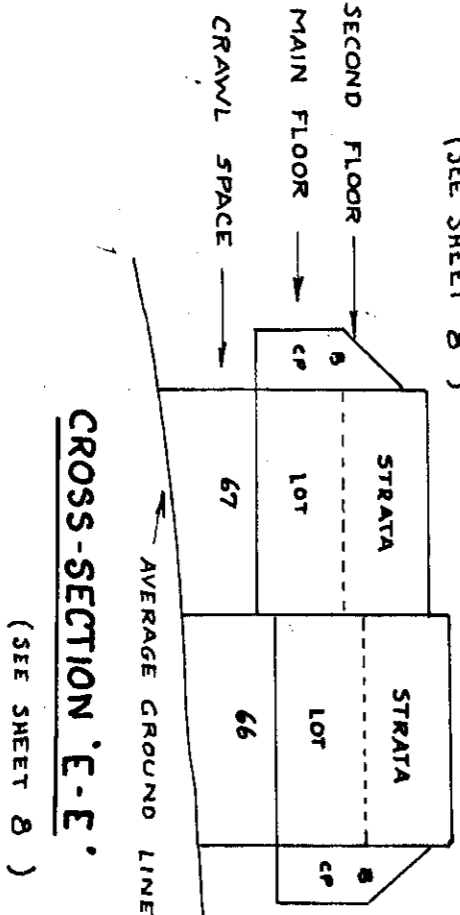 (SEE SHEET 8 )
SECOND FLOOR
MAIN FLOOR
CRAWL SPACE
B
CP
STRATA
LOT
67
STRATA
LOT
66
B
CP
AVERAGE GROUND LINE
CROSS-SECTION 'E-E'.
(SEE SHEET 8 )